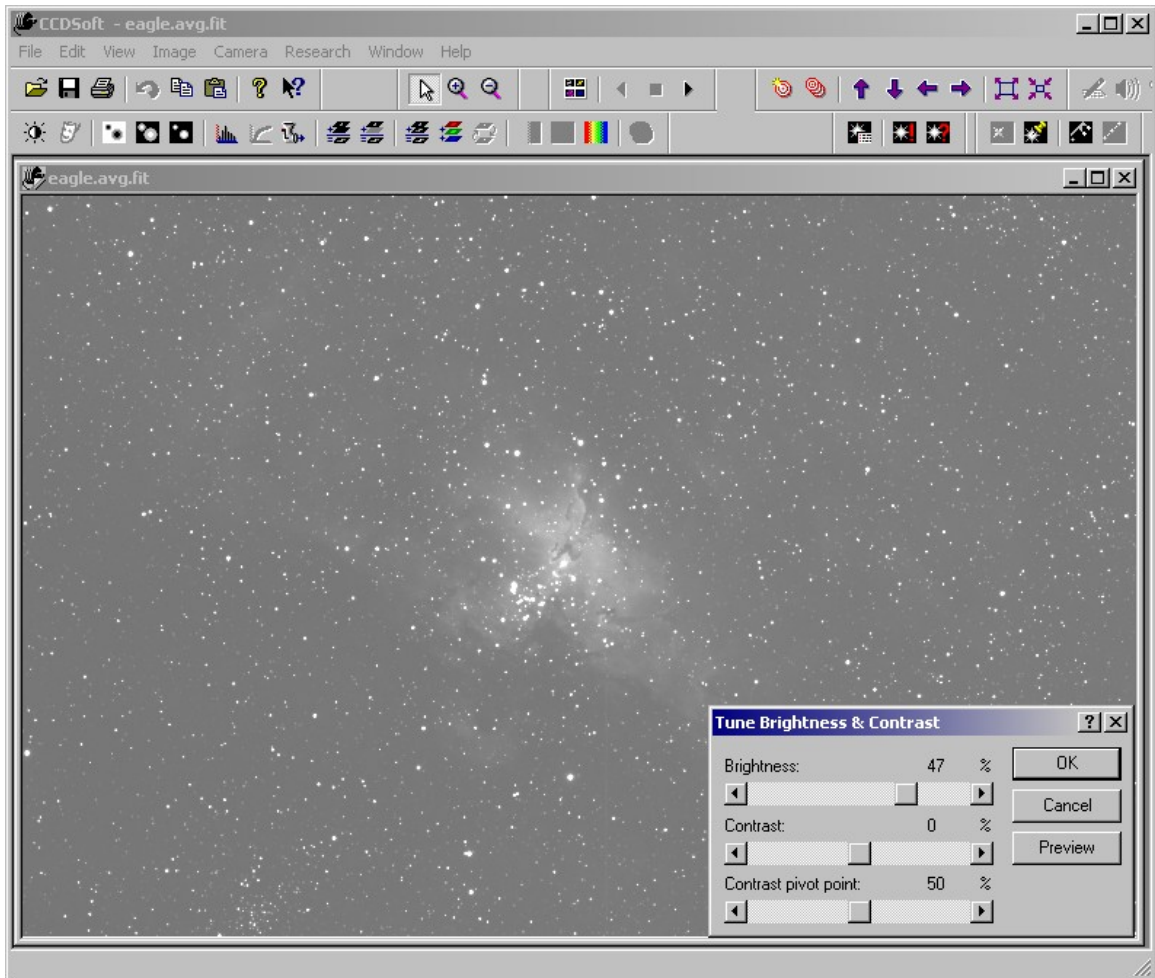 CCDSoft - eagle.avg.fit
File Edit View Image Camera Research Window Help
eagle.avg.fit
Tune Brightness & Contrast
Brightness: 47 %
OK
Cancel
Contrast: 0 %
Preview
Contrast pivot point: 50 %